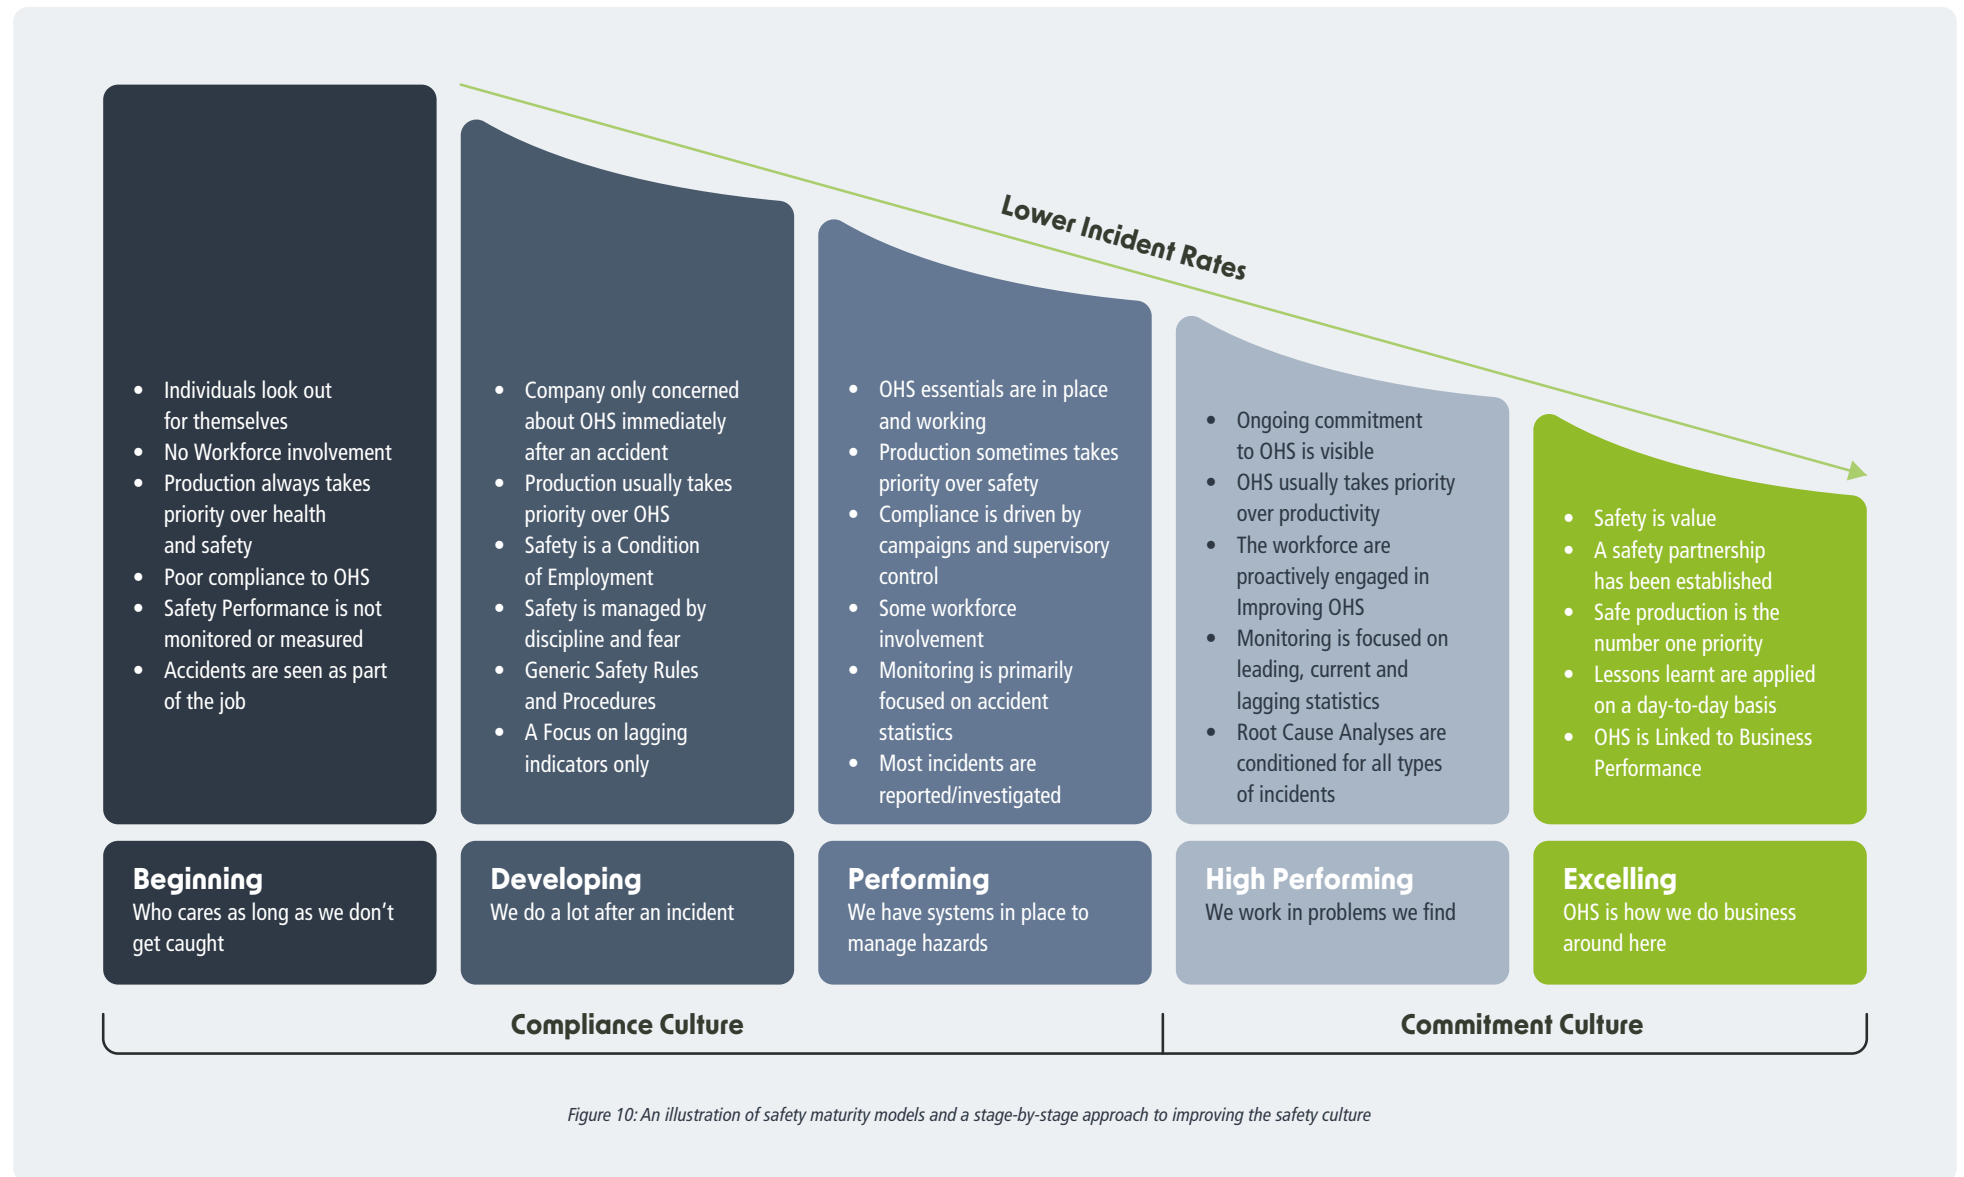 Lower Incident Rates
• Individuals look out
for themselves
• No Workforce involvement
• Production always takes
priority over health
and safety
• Poor compliance to OHS
• Safety Performance is not
monitored or measured
• Accidents are seen as part
of the job
• Company only concerned
about OHS immediately
after an accident
• Production usually takes
priority over OHS
• Safety is a Condition
of Employment
• Safety is managed by
discipline and fear
• Generic Safety Rules
and Procedures
• A Focus on lagging
indicators only
• OHS essentials are in place
and working
• Production sometimes takes
priority over safety
• Compliance is driven by
campaigns and supervisory
control
• Some workforce
involvement
• Monitoring is primarily
focused on accident
statistics
• Most incidents are
reported/investigated
• Ongoing commitment
to OHS is visible
• OHS usually takes priority
over productivity
• The workforce are
proactively engaged in
Improving OHS
• Monitoring is focused on
leading, current and
lagging statistics
• Root Cause Analyses are
conditioned for all types
of incidents
• Safety is value
• A safety partnership
has been established
• Safe production is the
number one priority
• Lessons learnt are applied
on a day-to-day basis
• OHS is Linked to Business
Performance
Beginning
Who cares as long as we don’t
get caught
Developing
We do a lot after an incident
Performing
We have systems in place to
manage hazards
High Performing
We work in problems we find
Excelling
OHS is how we do business
around here
Compliance Culture
Commitment Culture
Figure 10: An illustration of safety maturity models and a stage-by-stage approach to improving the safety culture